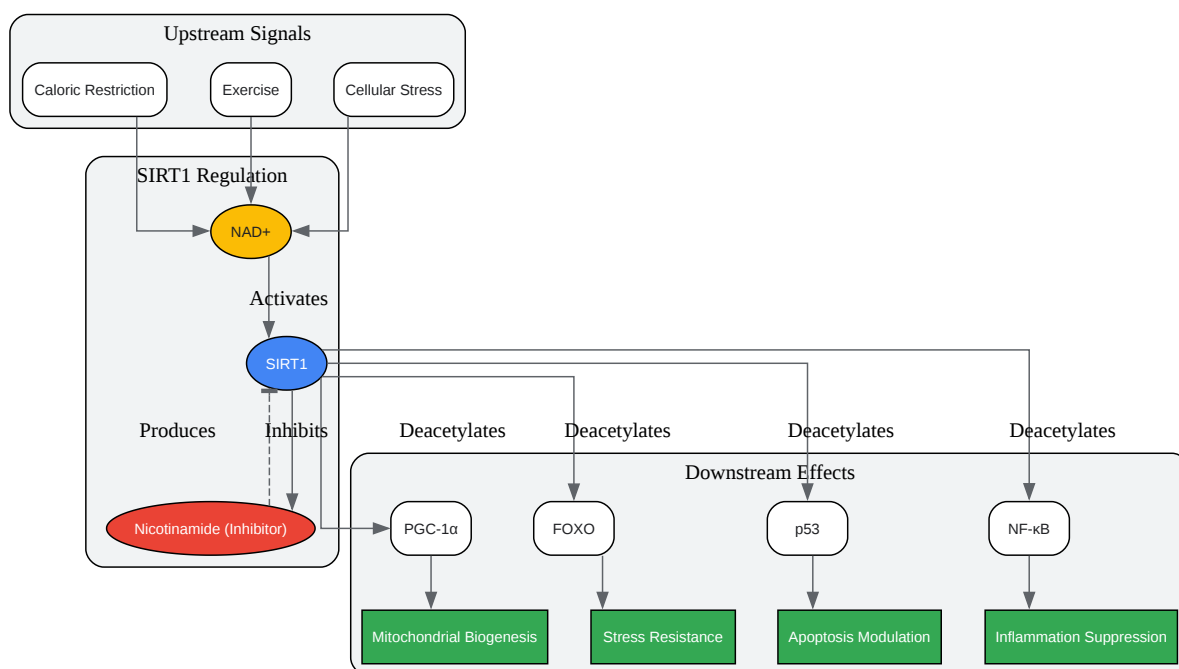 Upstream Signals
Caloric Restriction
Exercise
Cellular Stress
SIRT1 Regulation
NAD+
Activates
SIRT1
Produces
Inhibits
Deacetylates
Deacetylates
Deacetylates
Deacetylates
Downstream Effects
Nicotinamide (Inhibitor)
PGC-1α
FOXO
p53
NF-κB
Mitochondrial Biogenesis
Stress Resistance
Apoptosis Modulation
Inflammation Suppression